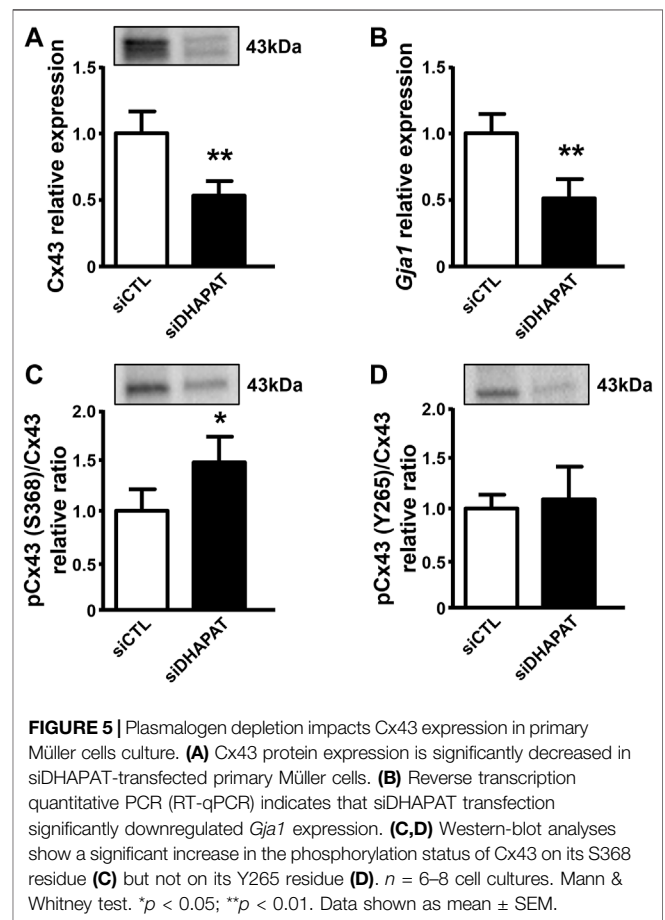 A
43kDa
Cx43 relative expression
1.5
1.0
0.5
0
**
siCTL
siDHAPAT
B
Gja1 relative expression
1.5
1.0
0.5
0
**
siCTL
siDHAPAT
C
43kDa
pCx43 (S368)/Cx43
relative ratio
2.0
1.5
1.0
0.5
0
*
siCTL
siDHAPAT
D
43kDa
pCx43 (Y265)/Cx43
relative ratio
2.0
1.5
1.0
0.5
0
siCTL
siDHAPAT
FIGURE 5 | Plasmalogen depletion impacts Cx43 expression in primary
Müller cells culture. (A) Cx43 protein expression is significantly decreased in
siDHAPAT-transfected primary Müller cells. (B) Reverse transcription
quantitative PCR (RT-qPCR) indicates that siDHAPAT transfection
significantly downregulated Gja1 expression. (C,D) Western-blot analyses
show a significant increase in the phosphorylation status of Cx43 on its S368
residue (C) but not on its Y265 residue (D). n = 6–8 cell cultures. Mann &
Whitney test. *p < 0.05; **p < 0.01. Data shown as mean ± SEM.